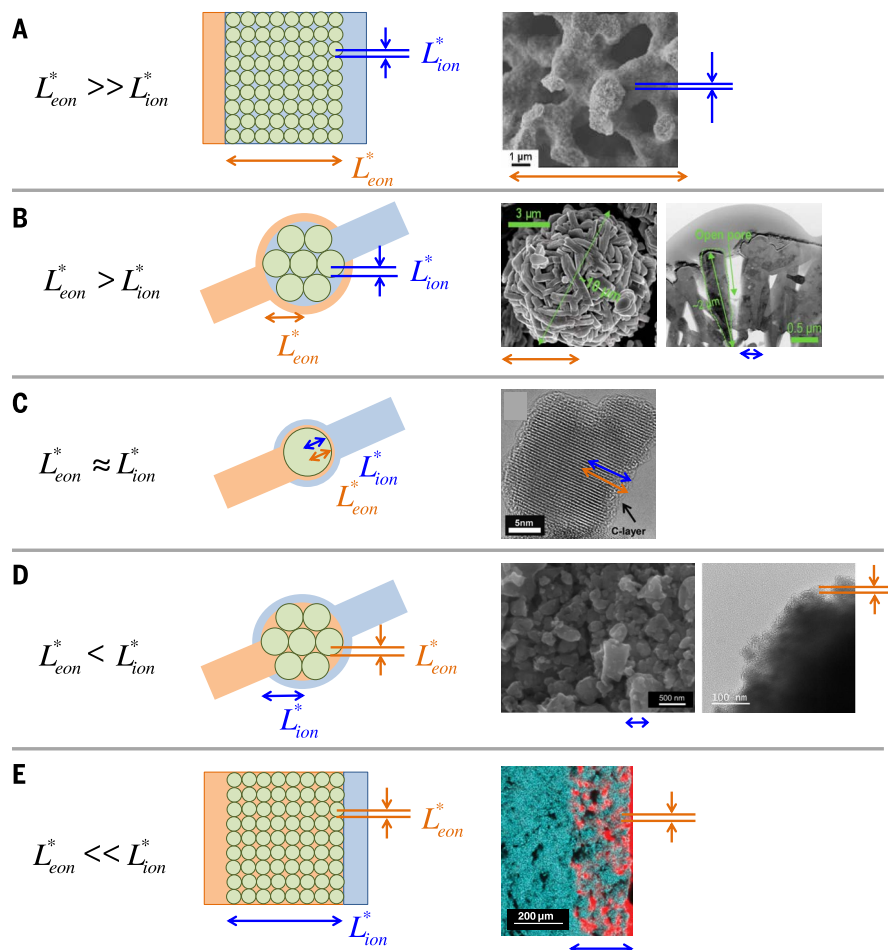 A
L*eon >> L*ion
L*ion
L*eon
1 µm
B
L*eon > L*ion
L*ion
L*eon
3 µm
Open pore
0.5 µm
C
L*eon ≈ L*ion
L*ion
L*eon
5nm
C-layer
D
L*eon < L*ion
L*eon
L*ion
500 nm
100 nm
E
L*eon << L*ion
L*eon
L*ion
200 µm